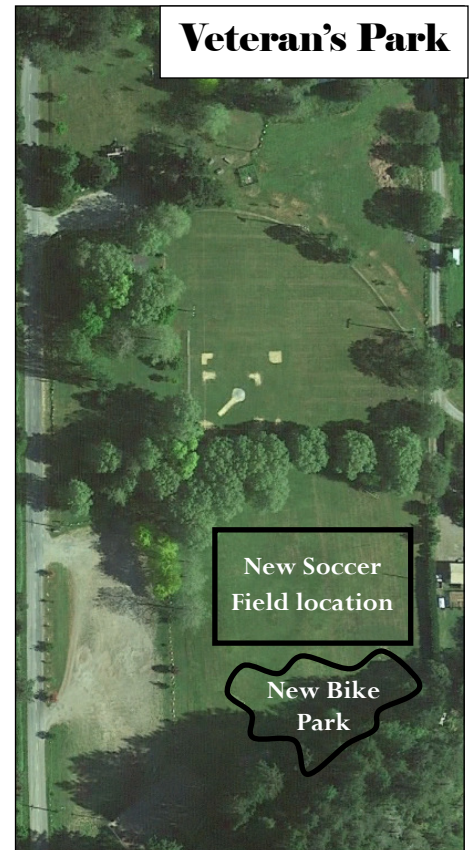 Veteran's Park
New Soccer
Field location
New Bike
Park